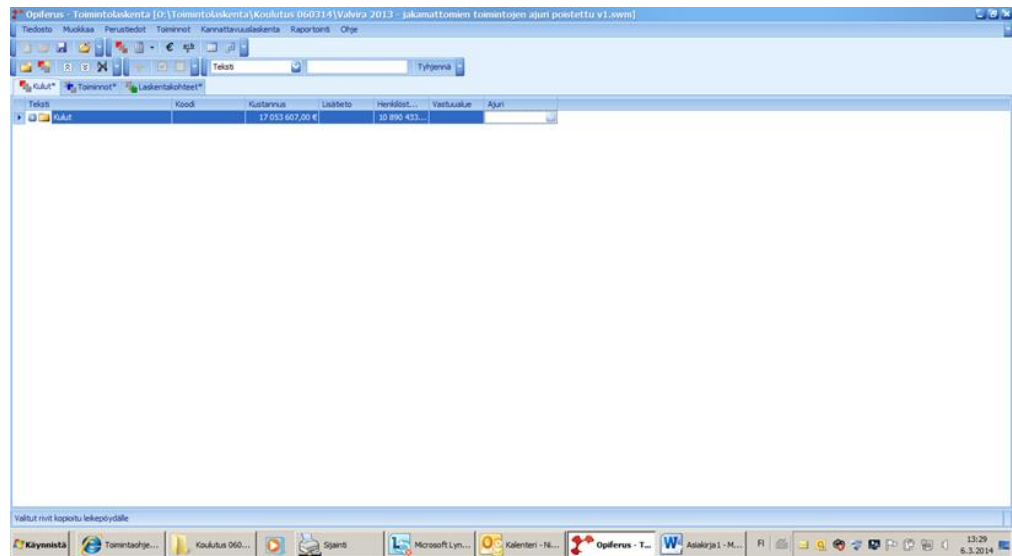 Opiferus - Toimintolaskenta [O:\Toimintolaskenta\Koulutus 060314\Valvira 2013 - jakamattomien toimintojen ajuri poistettu v1.swm]
Tiedosto Muokkaa Perustiedot Toiminnot Kannattavuuslaskenta Raportointi Ohje
Teksti Tyhjennä
Kulut* Toiminnot* Laskentakohteet*
Teksti Koodi Kustannus Lisätieto Henkilöst... Vastuualue Ajuri
Kulut 17 053 607,00 € 10 890 433...
Valitut rivit kopioitu leikepöydälle
Käynnistä Toimintaohje... Koulutus 060... Sijainti Microsoft Lyn... Kalenteri - Ni... Opiferus - T... Asiakirja1 - M... FI 13:29
6.3.2014